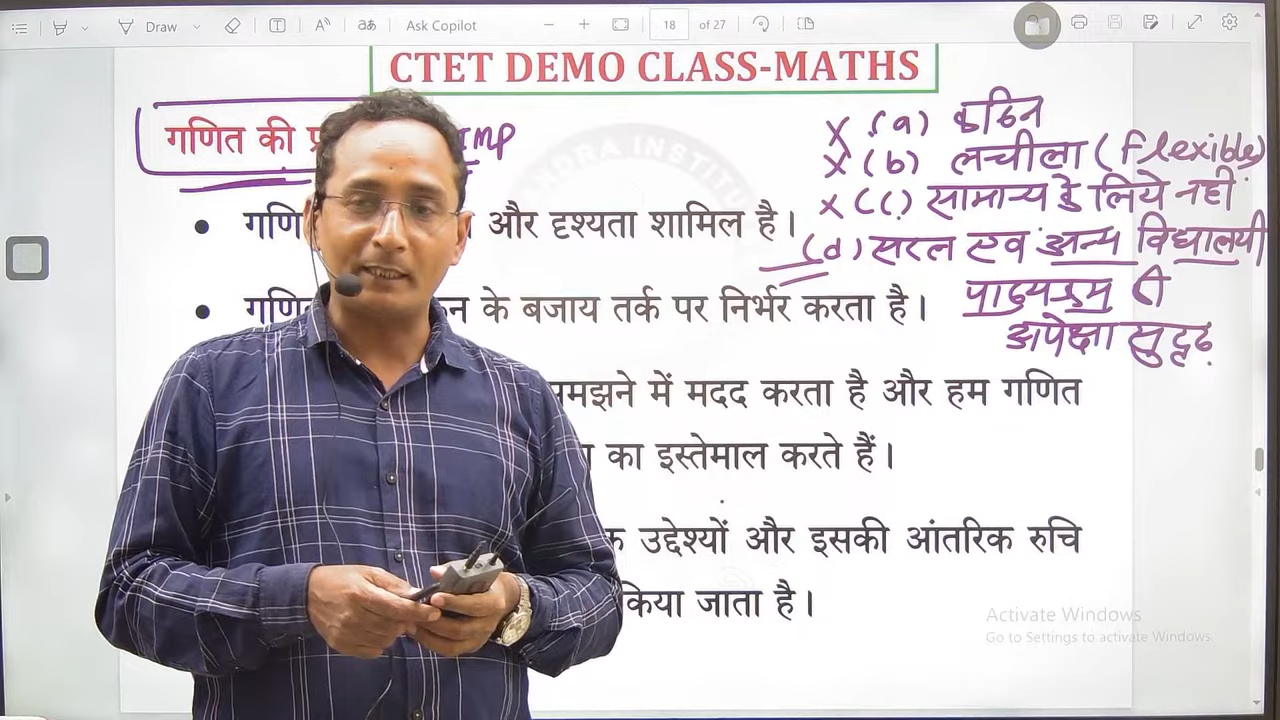 Draw
Ask Copilot
18 of 27
CTET DEMO CLASS-MATHS
गणित की Imp
और दृश्यता शामिल है।
के बजाय तर्क पर निर्भर करता है।
समझने में मदद करता है और हम गणित
का इस्तेमाल करते हैं।
उद्देश्यों और इसकी आंतरिक रुचि
किया जाता है।
x (a) कठिन
x (b) लचीला (flexible)
x (c) सामान्य के लिये नही
(d) सरल एव अन्य विद्यालयी
पाठ्यक्रम की
अपेक्षा सुदृढ
Activate Windows
Go to Settings to activate Windows.